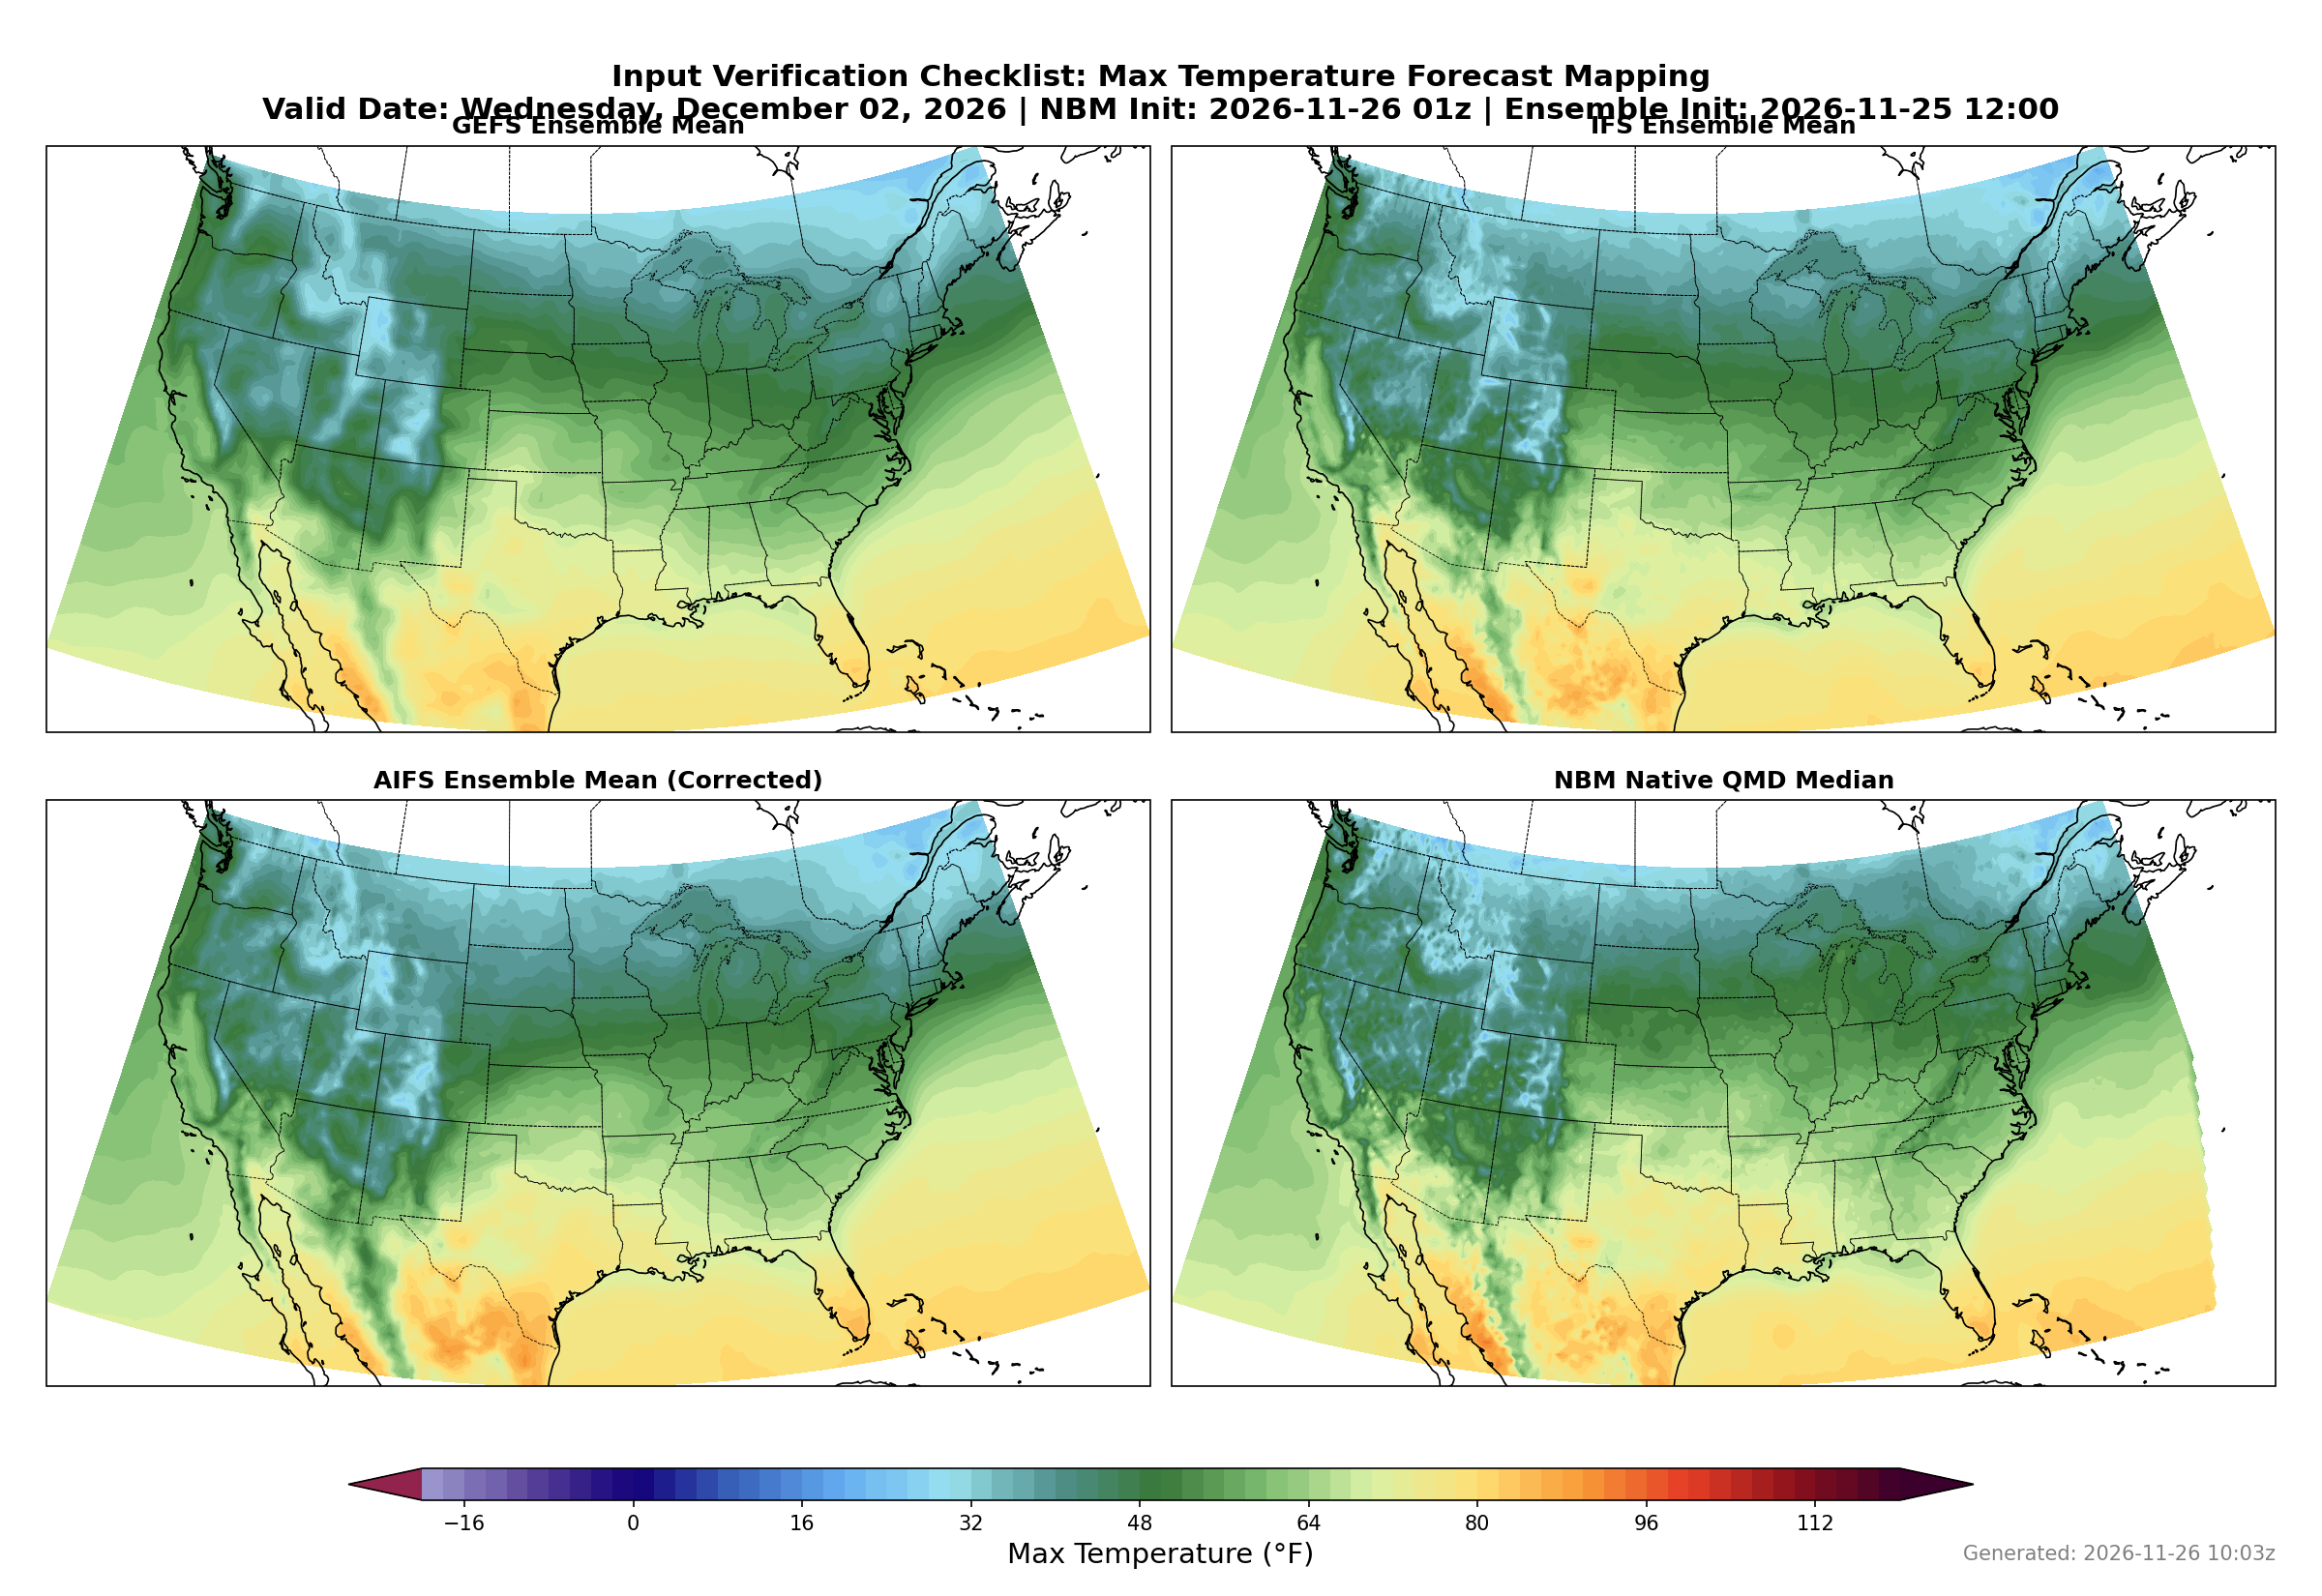 Input Verification Checklist: Max Temperature Forecast Mapping
Valid Date: Wednesday, December 02, 2026 | NBM Init: 2026-11-26 01z | Ensemble Init: 2026-11-25 12:00
GEFS Ensemble Mean
IFS Ensemble Mean
AIFS Ensemble Mean (Corrected)
NBM Native QMD Median
−16 0 16 32 48 64 80 96 112
Max Temperature (°F)
Generated: 2026-11-26 10:03z